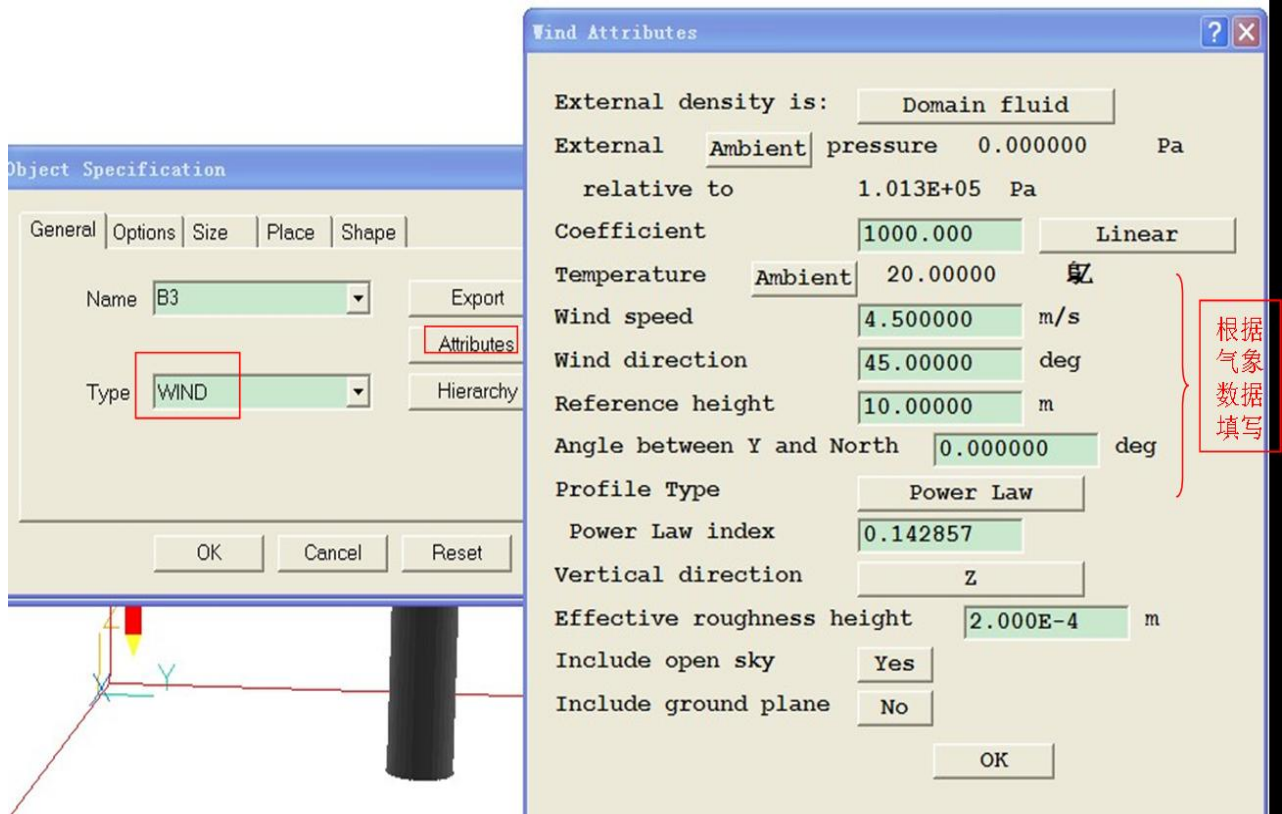 Wind Attributes
External density is: Domain fluid
External Ambient pressure 0.000000 Pa
relative to 1.013E+05 Pa
Coefficient 1000.000 Linear
Temperature Ambient 20.00000
Wind speed 4.500000 m/s
Wind direction 45.00000 deg
Reference height 10.00000 m
Angle between Y and North 0.000000 deg
Profile Type Power Law
Power Law index 0.142857
Vertical direction Z
Effective roughness height 2.000E-4 m
Include open sky Yes
Include ground plane No
OK
根据
气象
数据
填写
Object Specification
General Options Size Place Shape
Name B3 Export
Attributes
Type WIND Hierarchy
OK Cancel Reset
Z
Y
X